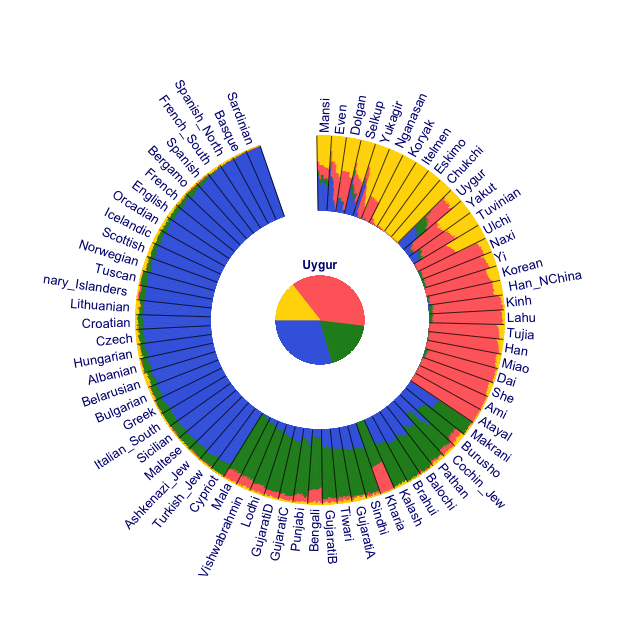 Mansi
Even
Dolgan
Selkup
Yukagir
Nganasan
Koryak
Itelmen
Eskimo
Chukchi
Uygur
Yakut
Tuvinian
Ulchi
Naxi
Yi
Korean
Han_NChina
Kinh
Lahu
Tujia
Han
Miao
Dai
She
Ami
Atayal
Makrani
Burusho
Cochin_Jew
Pathan
Balochi
Brahui
Kalash
Kharia
Sindhi
GujaratiA
Tiwari
GujaratiB
Bengali
Punjabi
GujaratiC
GujaratiD
Lodhi
Vishwabrahmin
Mala
Cypriot
Turkish_Jew
Ashkenazi_Jew
Maltese
Sicilian
Italian_South
Greek
Bulgarian
Belarusian
Albanian
Hungarian
Czech
Croatian
Lithuanian
nary_Islanders
Tuscan
Norwegian
Scottish
Icelandic
Orcadian
English
French
Bergamo
Spanish
French_South
Spanish_North
Basque
Sardinian
Uygur